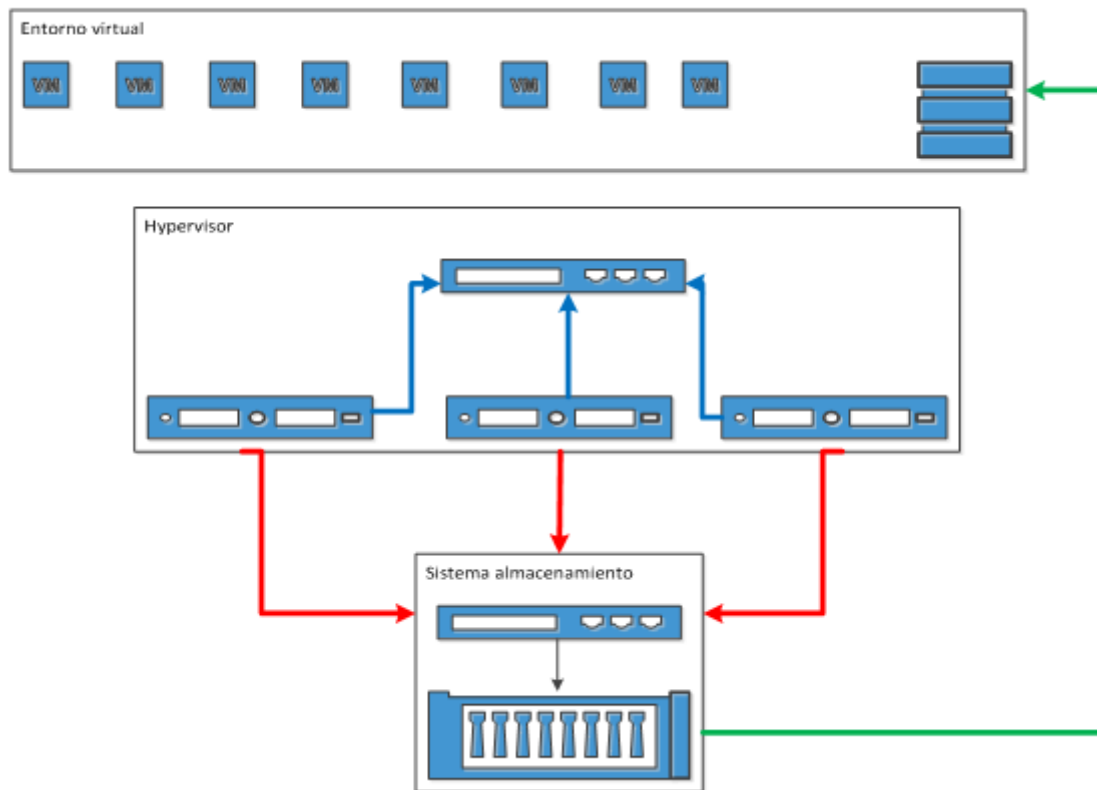 Entorno virtual
VM VM VM VM VM VM VM VM
Hypervisor
Sistema almacenamiento